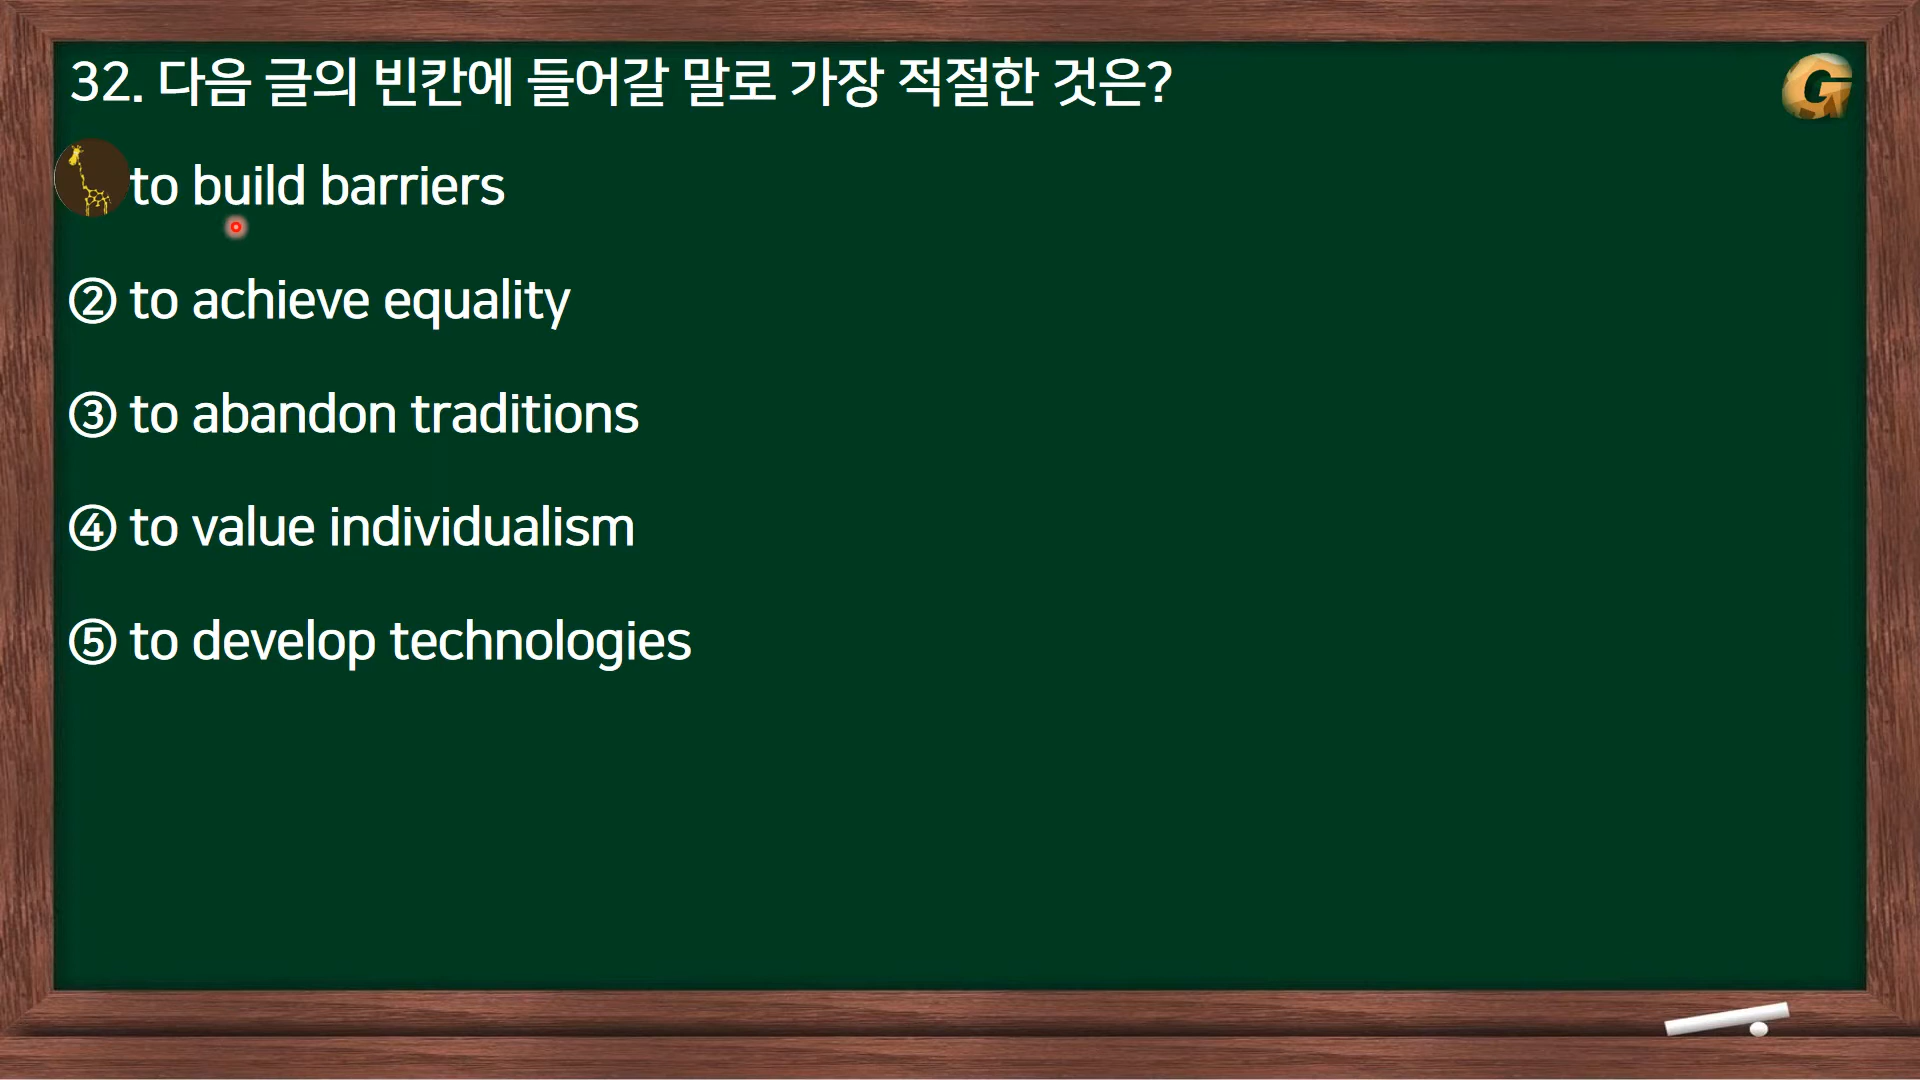 32. 다음 글의 빈칸에 들어갈 말로 가장 적절한 것은?
to build barriers
② to achieve equality
③ to abandon traditions
④ to value individualism
⑤ to develop technologies
G